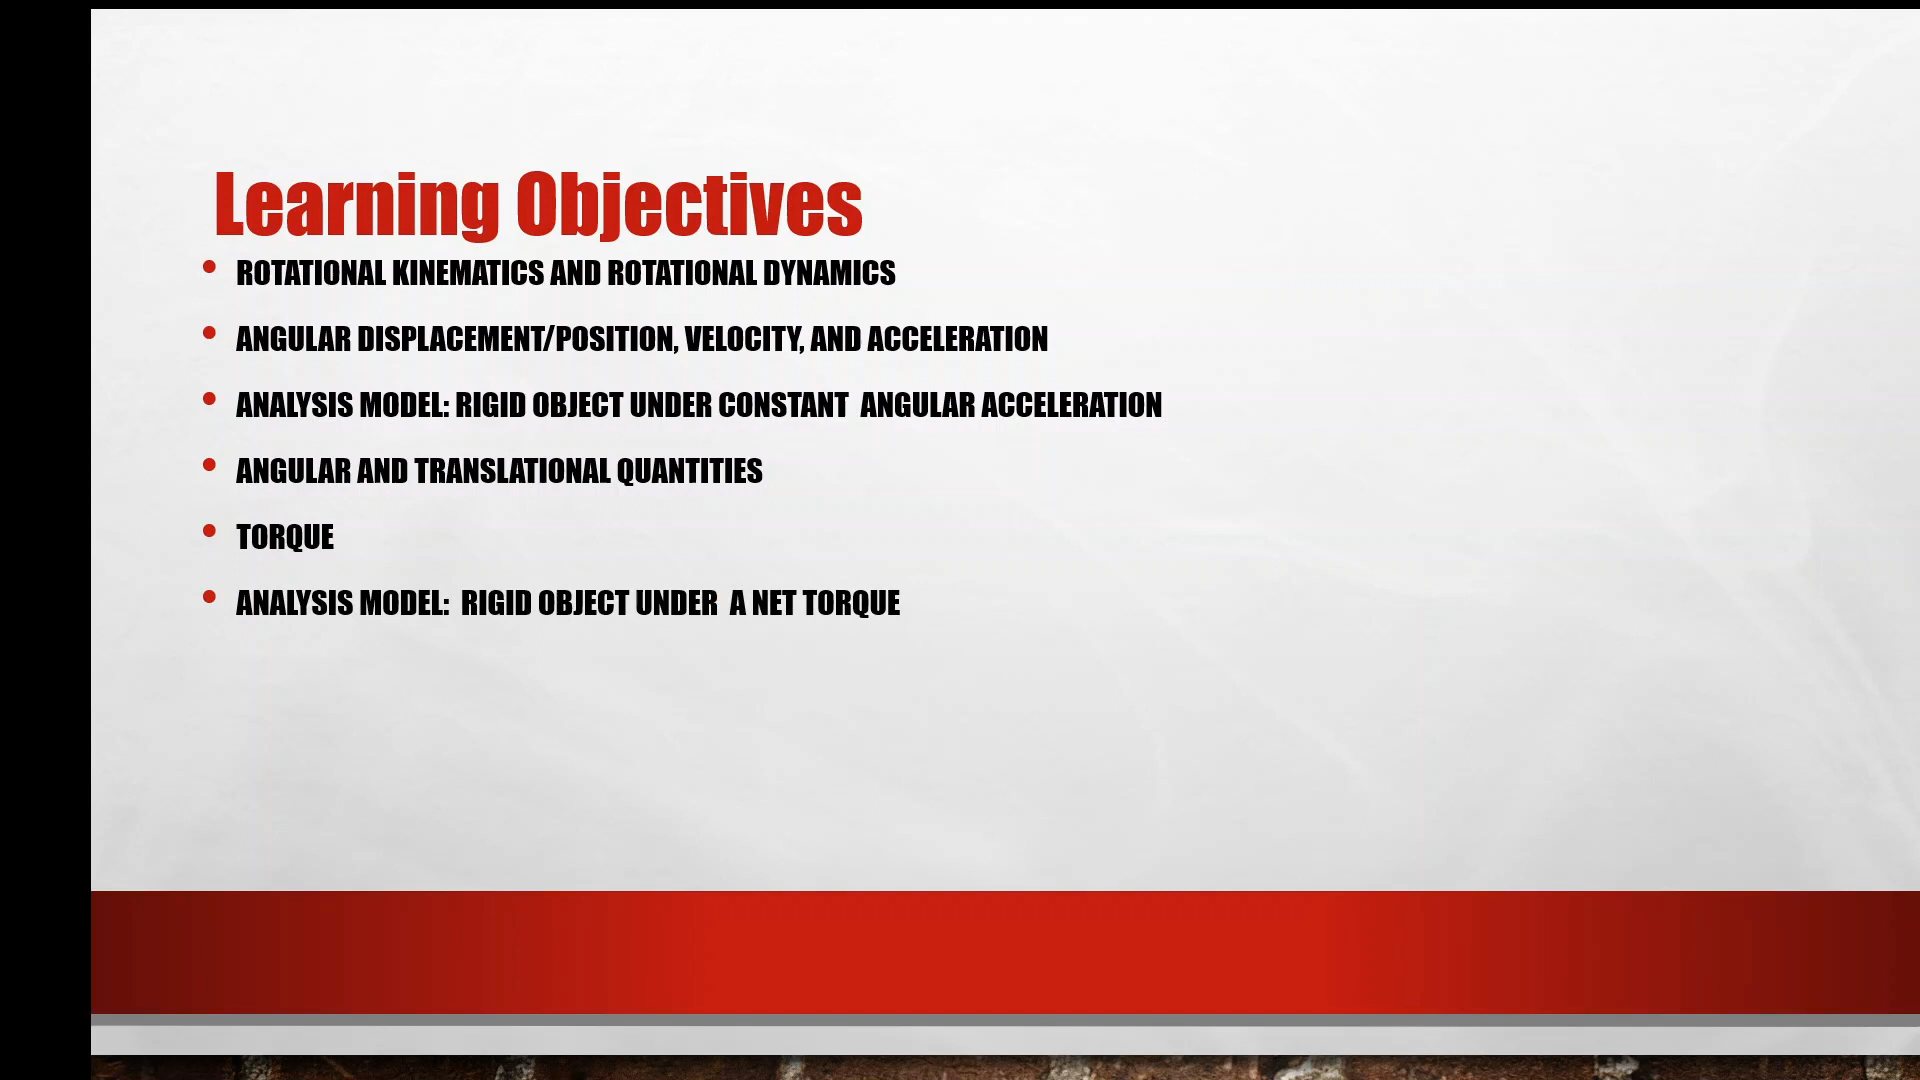 Learning Objectives
• ROTATIONAL KINEMATICS AND ROTATIONAL DYNAMICS
• ANGULAR DISPLACEMENT/POSITION, VELOCITY, AND ACCELERATION
• ANALYSIS MODEL: RIGID OBJECT UNDER CONSTANT  ANGULAR ACCELERATION
• ANGULAR AND TRANSLATIONAL QUANTITIES
• TORQUE
• ANALYSIS MODEL:  RIGID OBJECT UNDER  A NET TORQUE